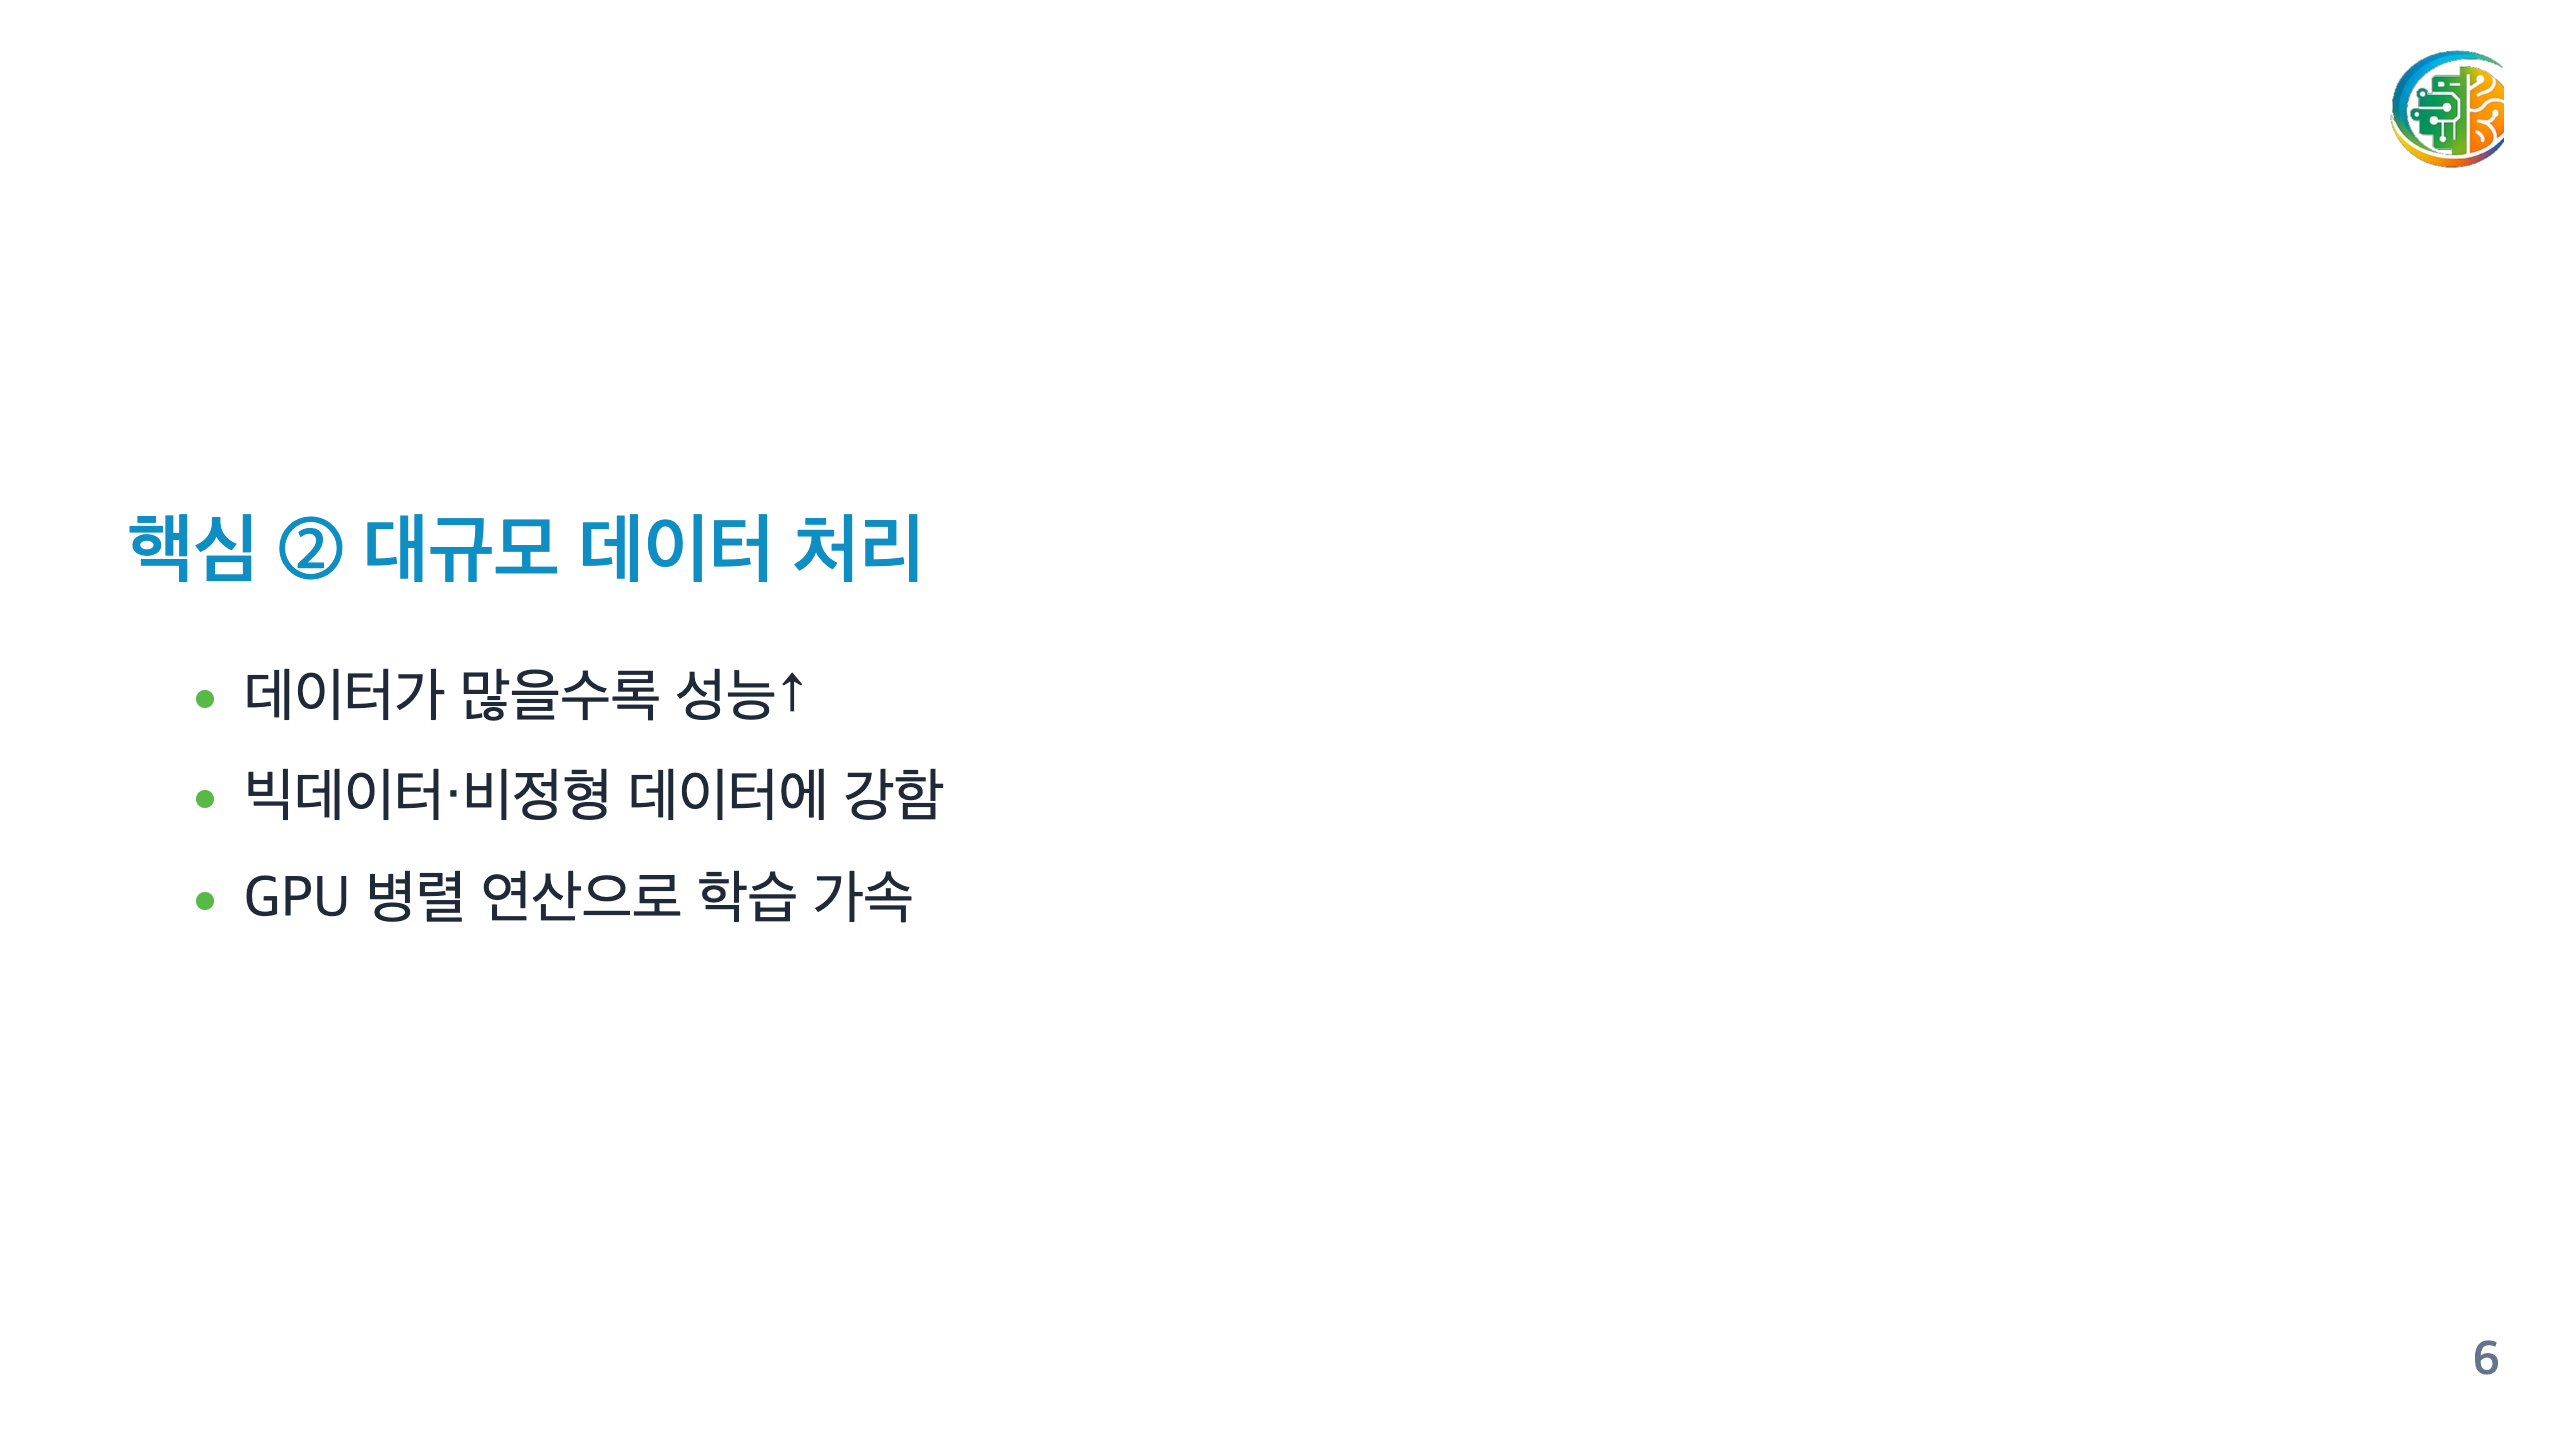 핵심 ② 대규모 데이터 처리
• 데이터가 많을수록 성능↑
• 빅데이터·비정형 데이터에 강함
• GPU 병렬 연산으로 학습 가속
6